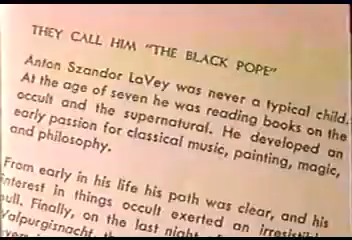 THEY CALL HIM "THE BLACK POPE"
Anton Szandor LaVey was never a typical child.
At the age of seven he was reading books on the
occult and the supernatural. He developed an
early passion for classical music, painting, magic,
and philosophy.
From early in his life his path was clear, and his
interest in things occult exerted an
pull. Finally, on the last night
Walpurgisnacht,